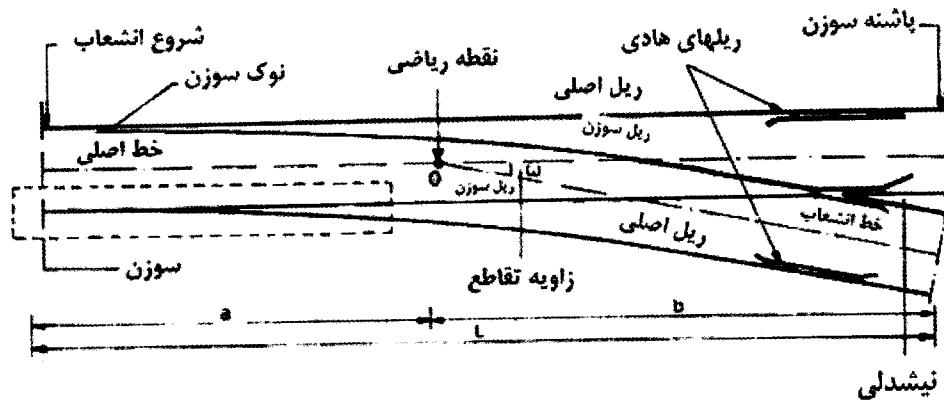 پاشنه سوزن
شروع انشعاب
ریلهای هادی
نقطه ریاضی
نوک سوزن
ریل اصلی
ریل سوزن
خط اصلی
ω
O
ریل سوزن
خط انشعاب
ریل اصلی
سوزن
زاویه تقاطع
a
b
L
نیشدلی